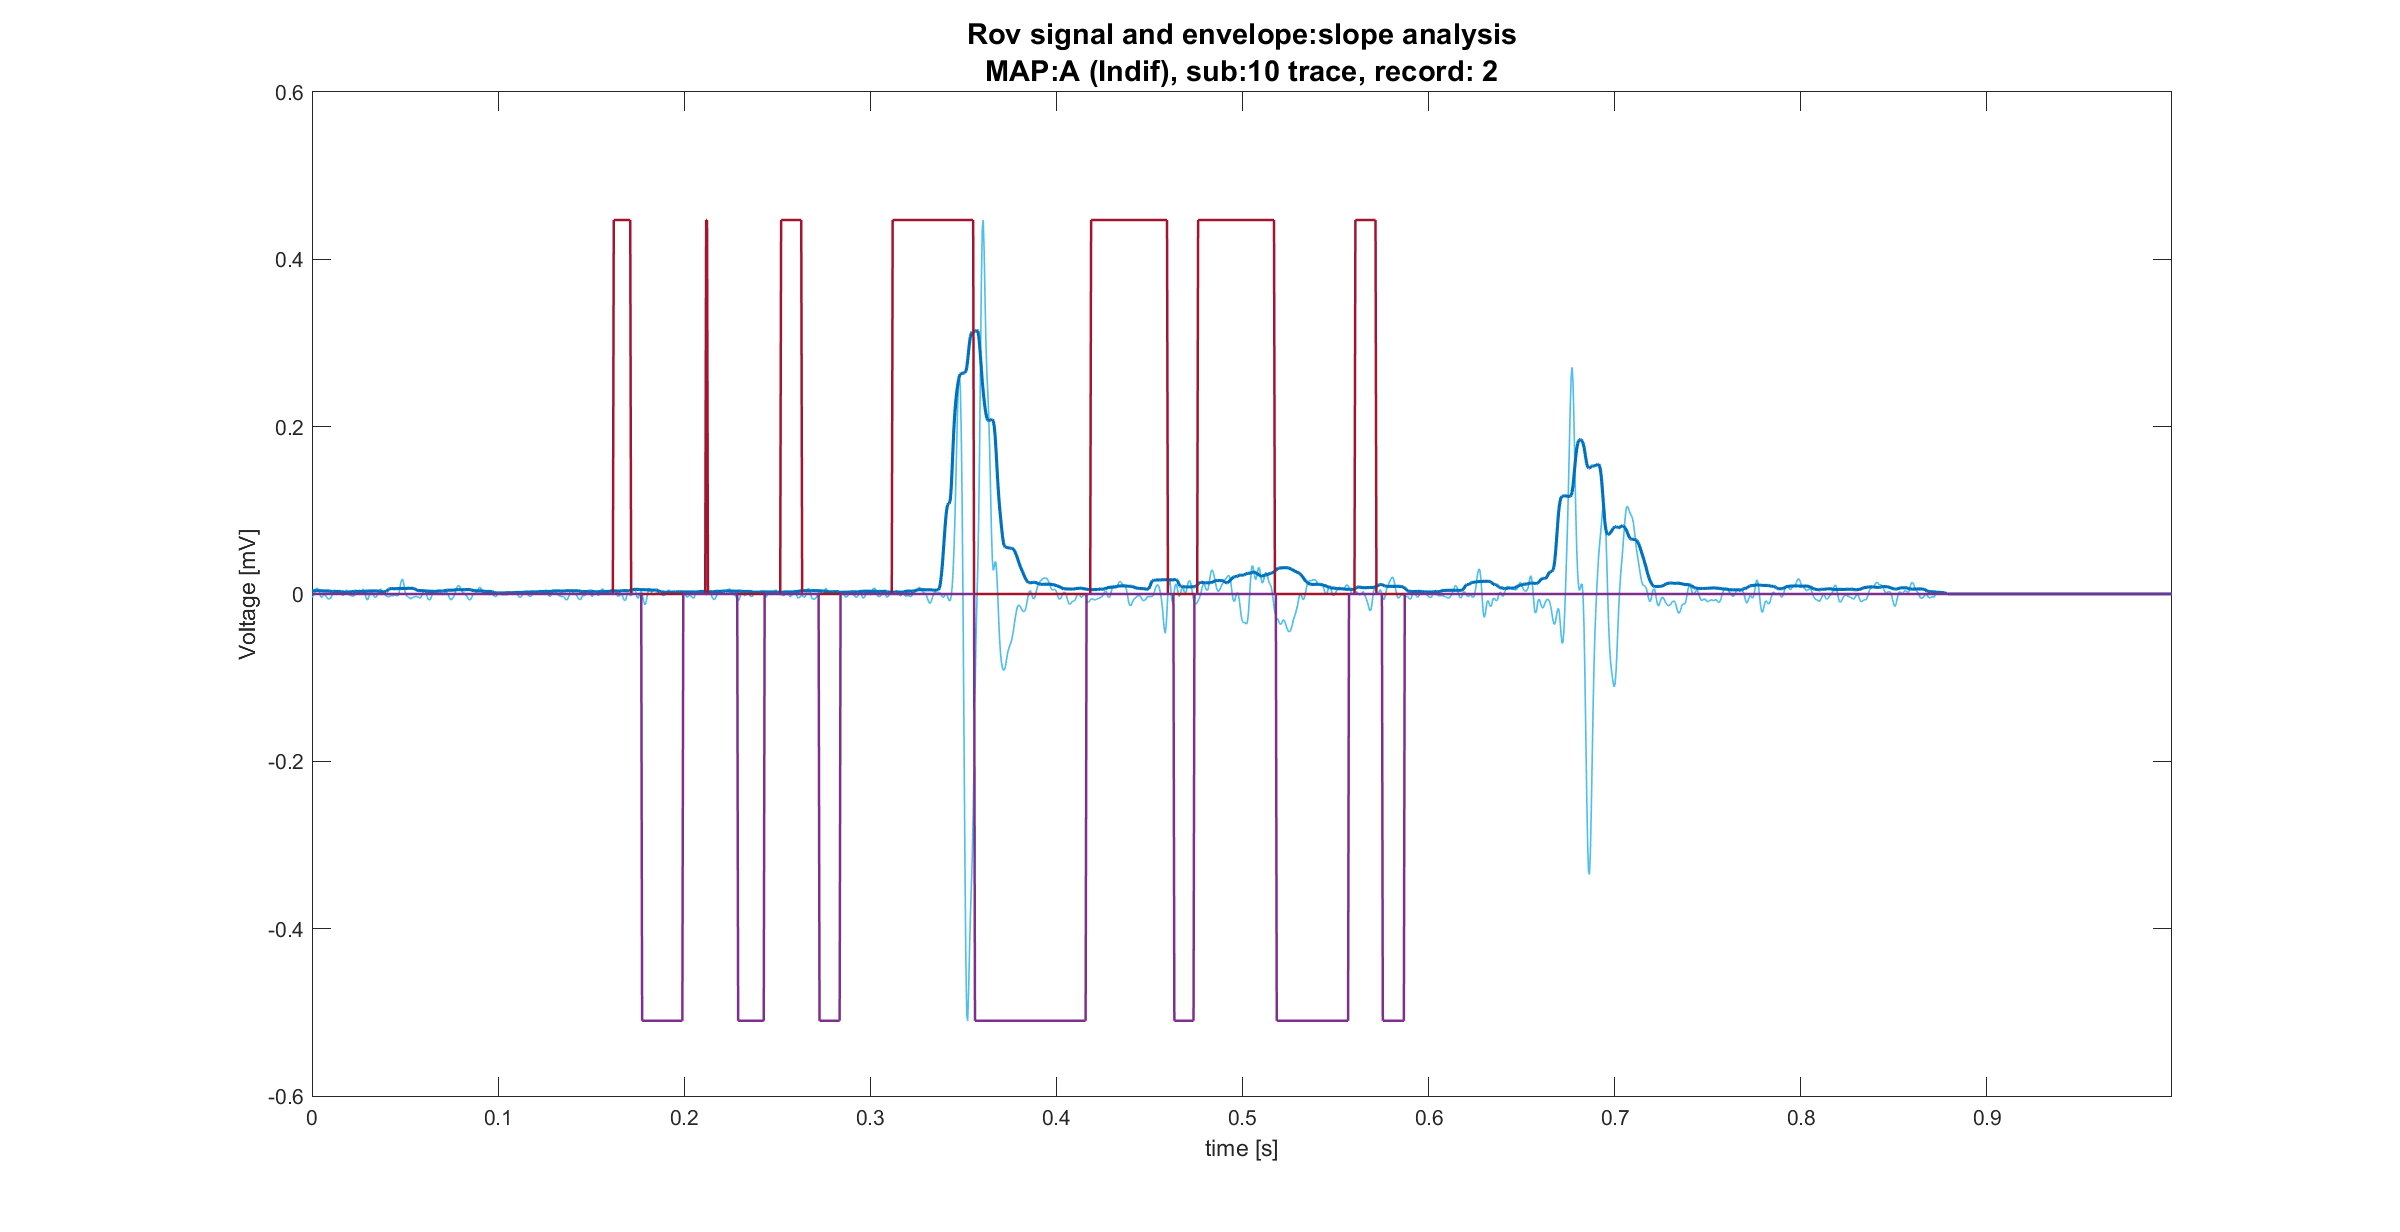 Rov signal and envelope:slope analysis
MAP:A (Indif), sub:10 trace, record: 2
0.6
0.4
0.2
0
-0.2
-0.4
-0.6
Voltage [mV]
0 0.1 0.2 0.3 0.4 0.5 0.6 0.7 0.8 0.9
time [s]